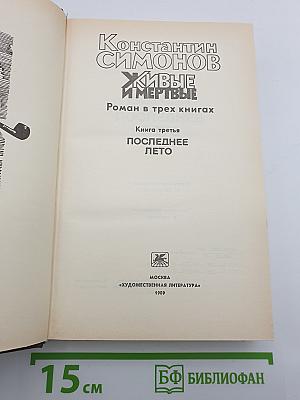 Константин
СИМОНОВ
ЖИВЫЕ
И МЕРТВЫЕ
Роман в трех книгах
Книга третья
ПОСЛЕДНЕЕ
ЛЕТО
МОСКВА
«ХУДОЖЕСТВЕННАЯ ЛИТЕРАТУРА»
1989
15 см
БФ БИБЛИОФАН